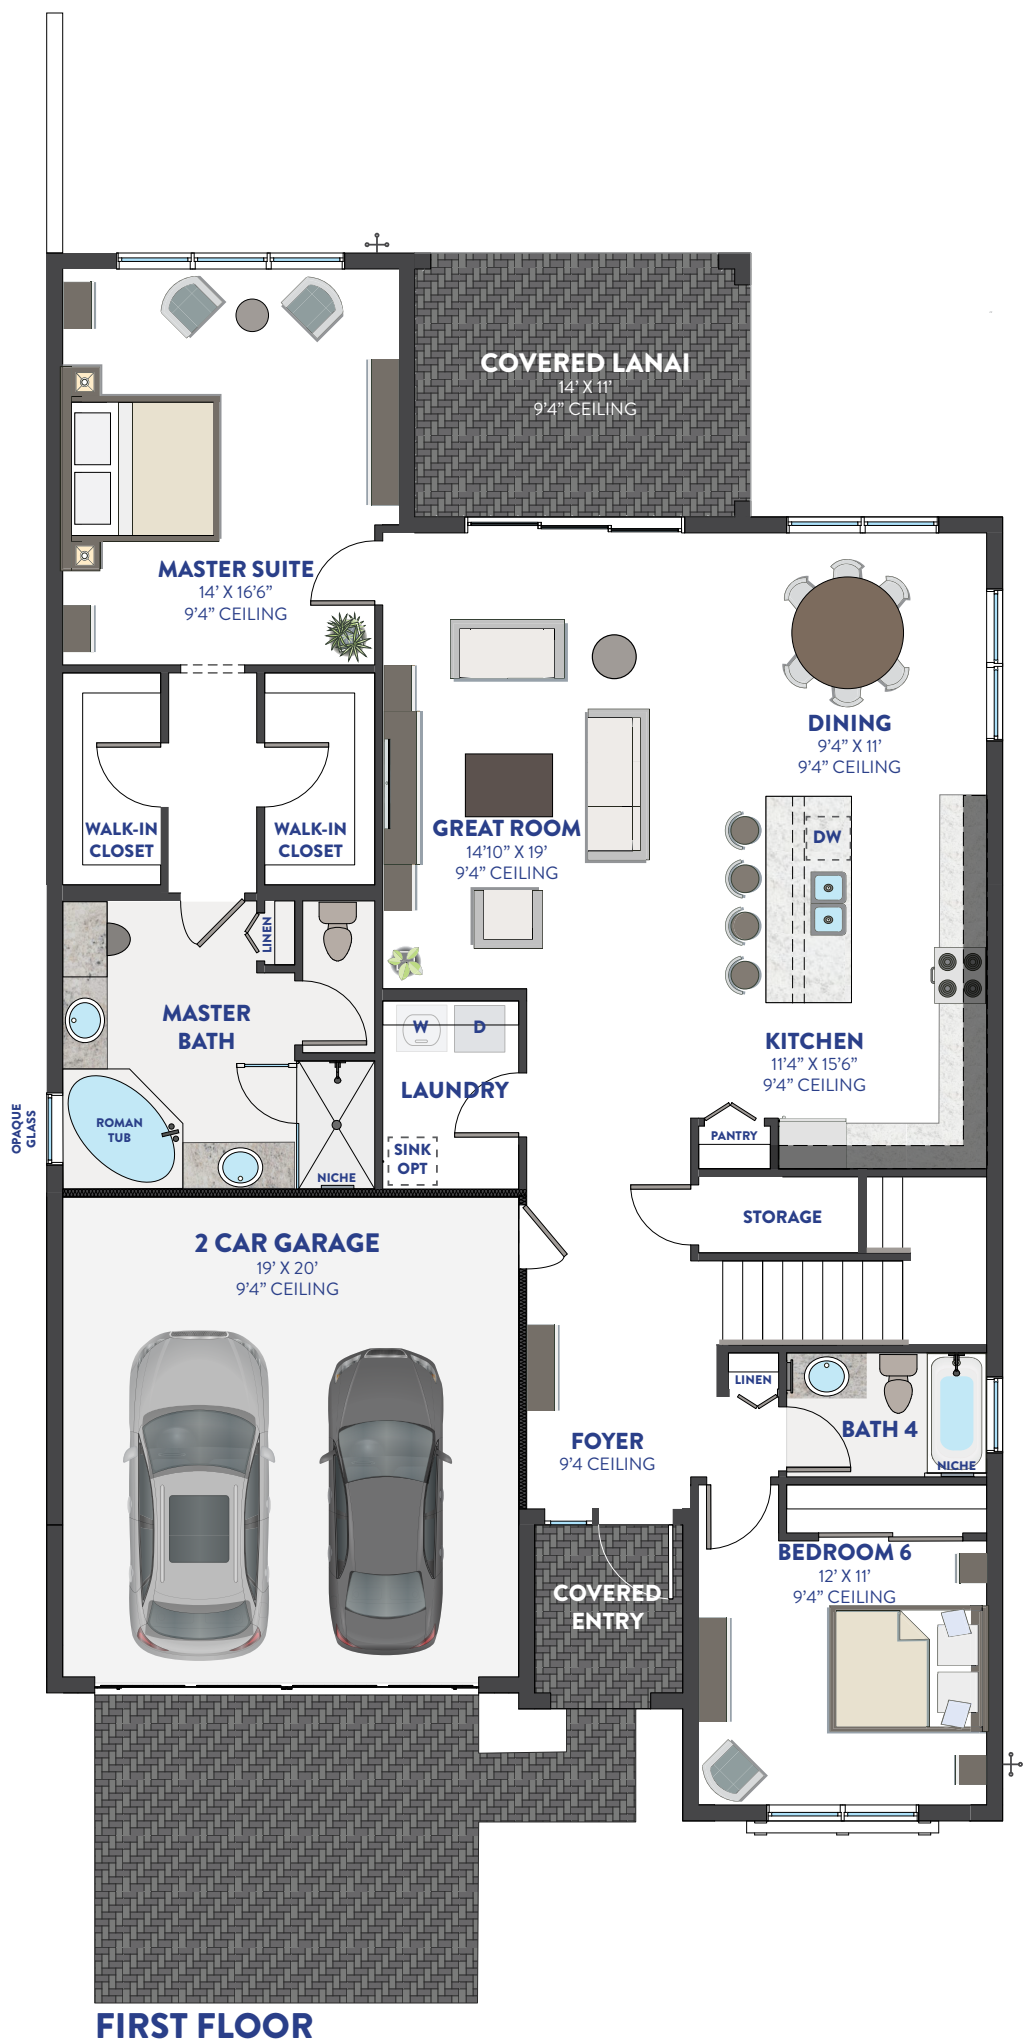 COVERED LANAI
14’ X 11’
9’4” CEILING
MASTER SUITE
14’ X 16’6”
9’4” CEILING
DINING
9’4” X 11’
9’4” CEILING
WALK-IN
CLOSET
WALK-IN
CLOSET
GREAT ROOM
14’10” X 19’
9’4” CEILING
DW
LINEN
MASTER
BATH
W
D
KITCHEN
11’4” X 15’6”
9’4” CEILING
LAUNDRY
OPAQUE
GLASS
ROMAN
TUB
PANTRY
SINK
OPT
NICHE
STORAGE
2 CAR GARAGE
19’ X 20’
9’4” CEILING
LINEN
BATH 4
NICHE
FOYER
9’4 CEILING
BEDROOM 6
12’ X 11’
9’4” CEILING
COVERED
ENTRY
FIRST FLOOR